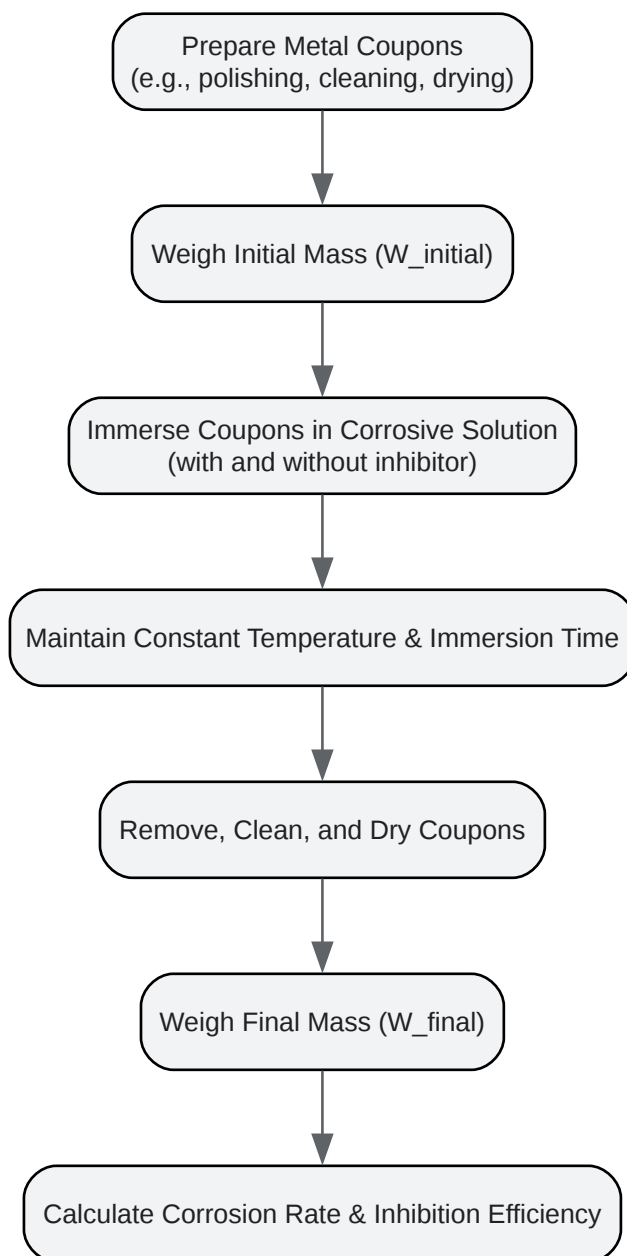 Prepare Metal Coupons
(e.g., polishing, cleaning, drying)
Weigh Initial Mass (W_initial)
Immerse Coupons in Corrosive Solution
(with and without inhibitor)
Maintain Constant Temperature & Immersion Time
Remove, Clean, and Dry Coupons
Weigh Final Mass (W_final)
Calculate Corrosion Rate & Inhibition Efficiency